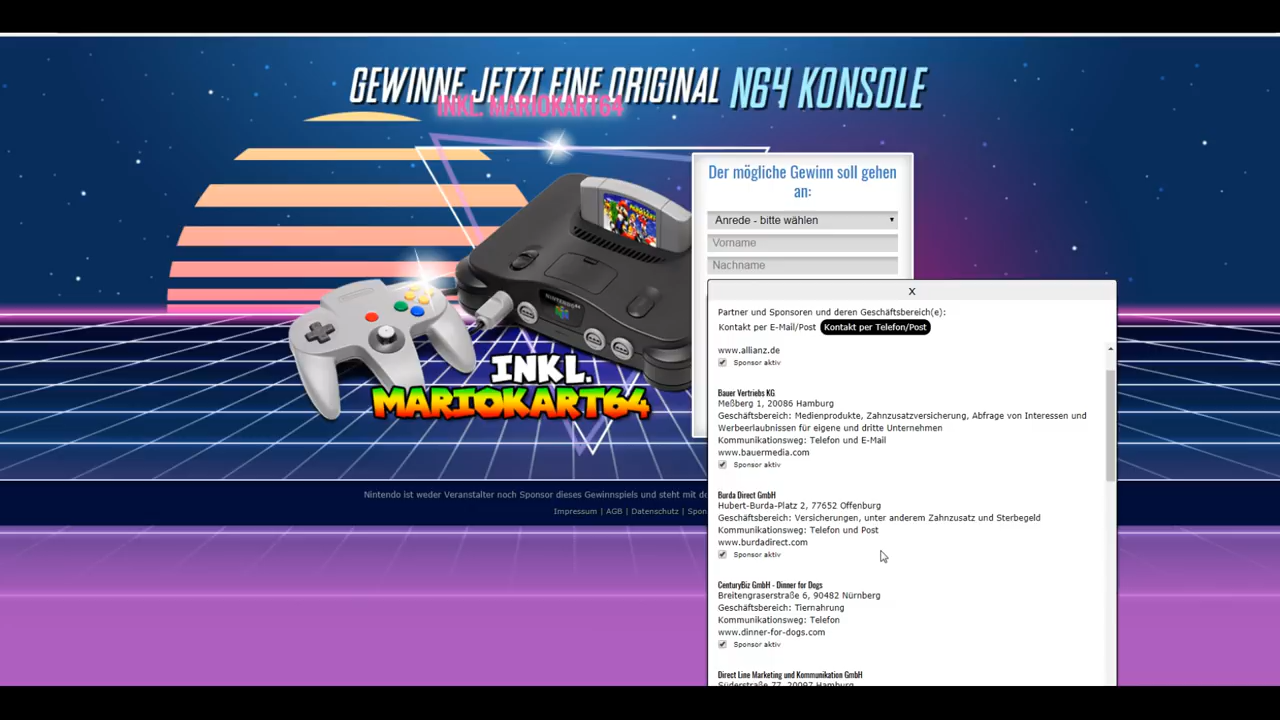 GEWINNE JETZT EINE ORIGINAL N64 KONSOLE
INKL. MARIOKART64
Der mögliche Gewinn soll gehen
an:
Anrede - bitte wählen
Vorname
Nachname
INKL.
MARIOKART64
Nintendo ist weder Veranstalter noch Sponsor dieses Gewinnspiels und steht mit de
Impressum | AGB | Datenschutz | Spon
X
Partner und Sponsoren und deren Geschäftsbereich(e):
Kontakt per E-Mail/Post Kontakt per Telefon/Post
www.allianz.de
Sponsor aktiv
Bauer Vertriebs KG
Meßberg 1, 20086 Hamburg
Geschäftsbereich: Medienprodukte, Zahnzusatzversicherung, Abfrage von Interessen und
Werbeerlaubnissen für eigene und dritte Unternehmen
Kommunikationsweg: Telefon und E-Mail
www.bauermedia.com
Sponsor aktiv
Burda Direct GmbH
Hubert-Burda-Platz 2, 77652 Offenburg
Geschäftsbereich: Versicherungen, unter anderem Zahnzusatz und Sterbegeld
Kommunikationsweg: Telefon und Post
www.burdadirect.com
Sponsor aktiv
CenturyBiz GmbH - Dinner for Dogs
Breitengraserstraße 6, 90482 Nürnberg
Geschäftsbereich: Tiernahrung
Kommunikationsweg: Telefon
www.dinner-for-dogs.com
Sponsor aktiv
Direct Line Marketing und Kommunikation GmbH
Süderstraße 77, 20097 Hamburg